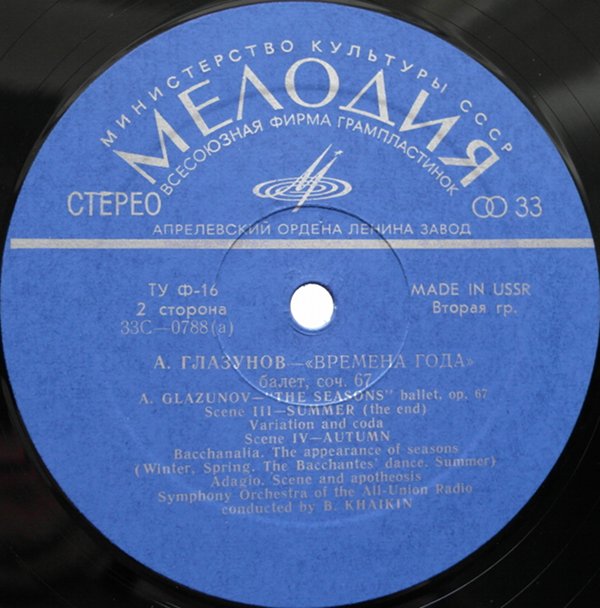 МИНИСТЕРСТВО КУЛЬТУРЫ СССР
МЕЛОДИЯ
ВСЕСОЮЗНАЯ ФИРМА ГРАМПЛАСТИНОК
СТЕРЕО
33
АПРЕЛЕВСКИЙ ОРДЕНА ЛЕНИНА ЗАВОД
ТУ Ф-16
MADE IN USSR
2 сторона
Вторая гр.
33С—0788(а)
А. ГЛАЗУНОВ—«ВРЕМЕНА ГОДА»
балет, соч. 67
A. GLAZUNOV—"THE SEASONS" ballet, op. 67
Scene III—SUMMER (the end)
Variation and coda
Scene IV—AUTUMN
Bacchanalia. The appearance of seasons
(Winter, Spring. The Bacchantes' dance. Summer)
Adagio. Scene and apotheosis
Symphony Orchestra of the All-Union Radio
conducted by B. KHAIKIN